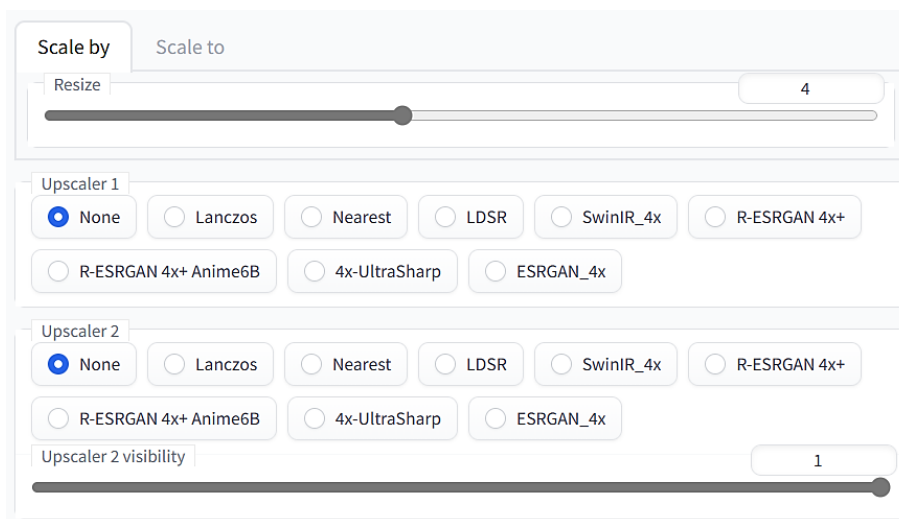 Scale by Scale to
Resize 4
Upscaler 1
None Lanczos Nearest LDSR SwinIR_4x R-ESRGAN 4x+
R-ESRGAN 4x+ Anime6B 4x-UltraSharp ESRGAN_4x
Upscaler 2
None Lanczos Nearest LDSR SwinIR_4x R-ESRGAN 4x+
R-ESRGAN 4x+ Anime6B 4x-UltraSharp ESRGAN_4x
Upscaler 2 visibility 1